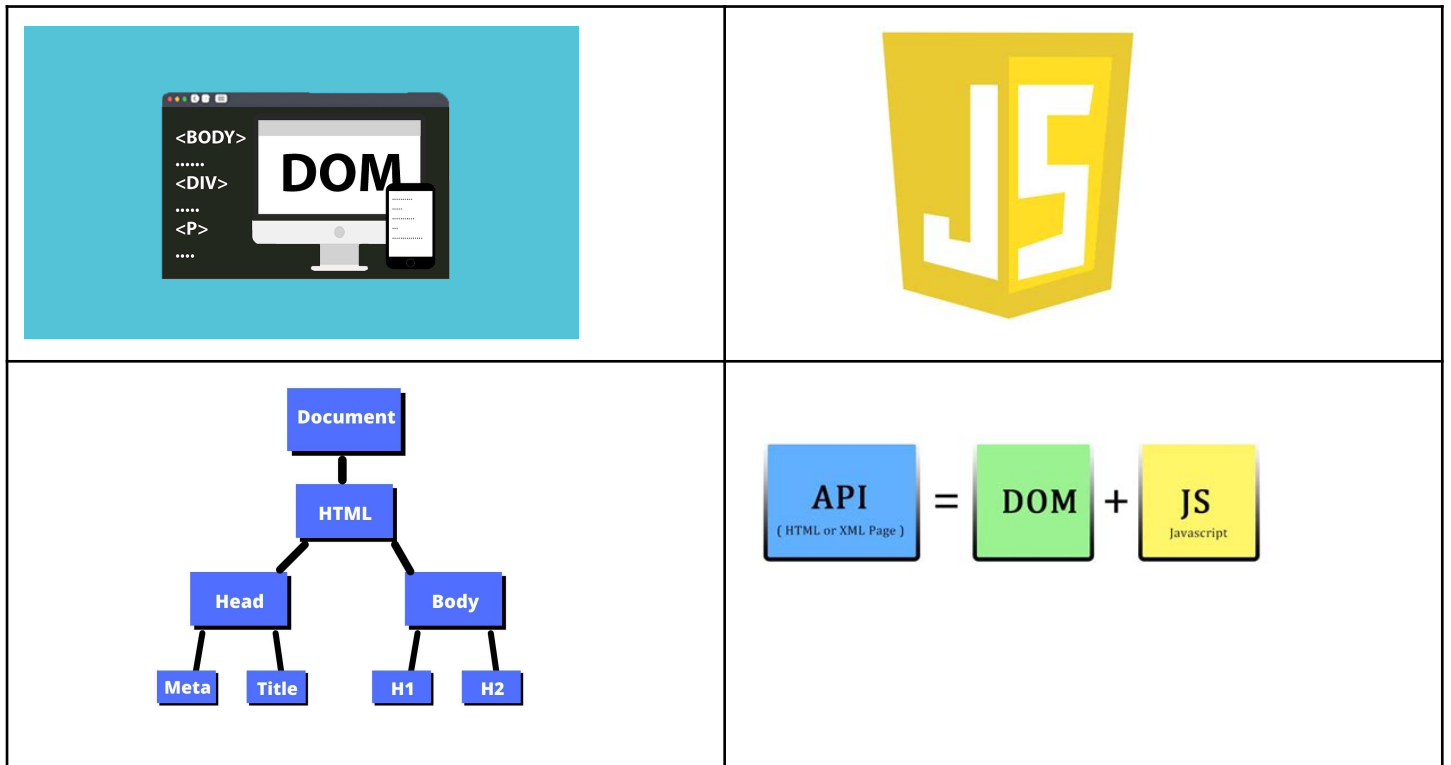 <BODY>
......
<DIV>
.....
<P>
....
DOM
JS
Document
HTML
Head
Body
Meta
Title
H1
H2
API = DOM + JS
( HTML or XML Page )
Javascript